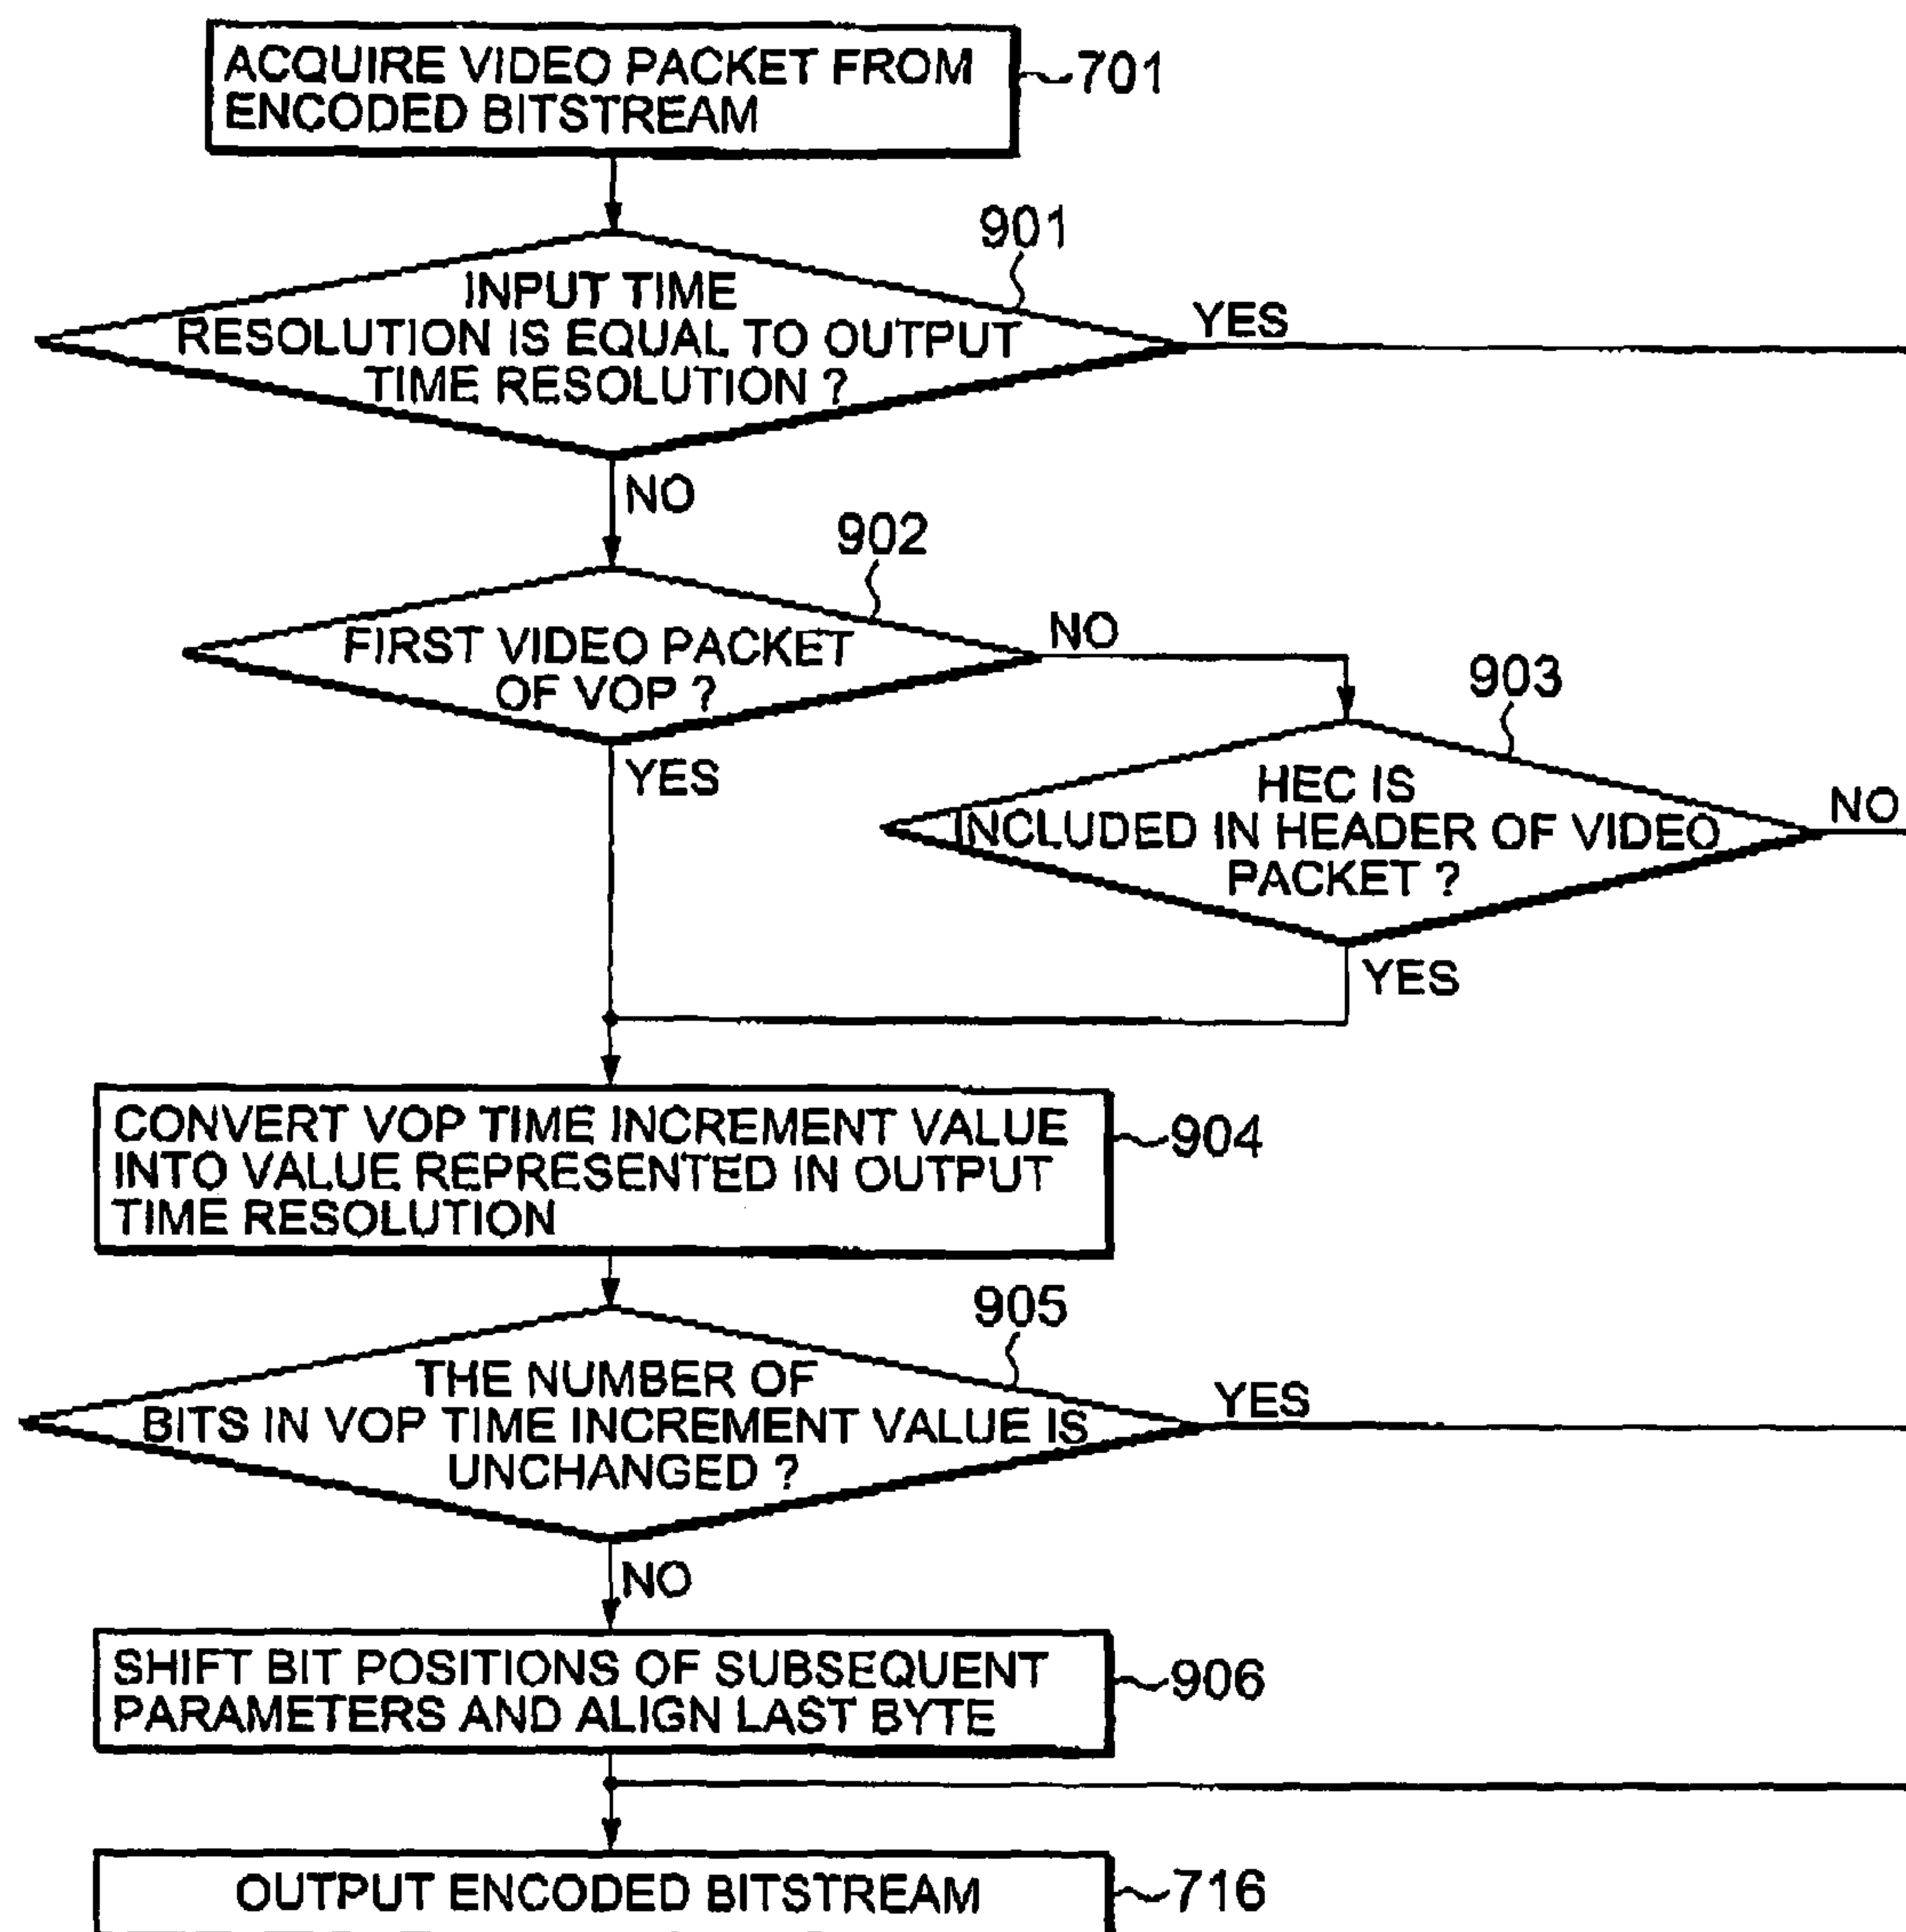 ACQUIRE VIDEO PACKET FROM
ENCODED BITSTREAM
701
901
INPUT TIME
RESOLUTION IS EQUAL TO OUTPUT
TIME RESOLUTION ?
YES
NO
902
FIRST VIDEO PACKET
OF VOP ?
NO
903
YES
HEC IS
INCLUDED IN HEADER OF VIDEO
PACKET ?
NO
YES
CONVERT VOP TIME INCREMENT VALUE
INTO VALUE REPRESENTED IN OUTPUT
TIME RESOLUTION
904
905
THE NUMBER OF
BITS IN VOP TIME INCREMENT VALUE IS
UNCHANGED ?
YES
NO
SHIFT BIT POSITIONS OF SUBSEQUENT
PARAMETERS AND ALIGN LAST BYTE
906
OUTPUT ENCODED BITSTREAM
716